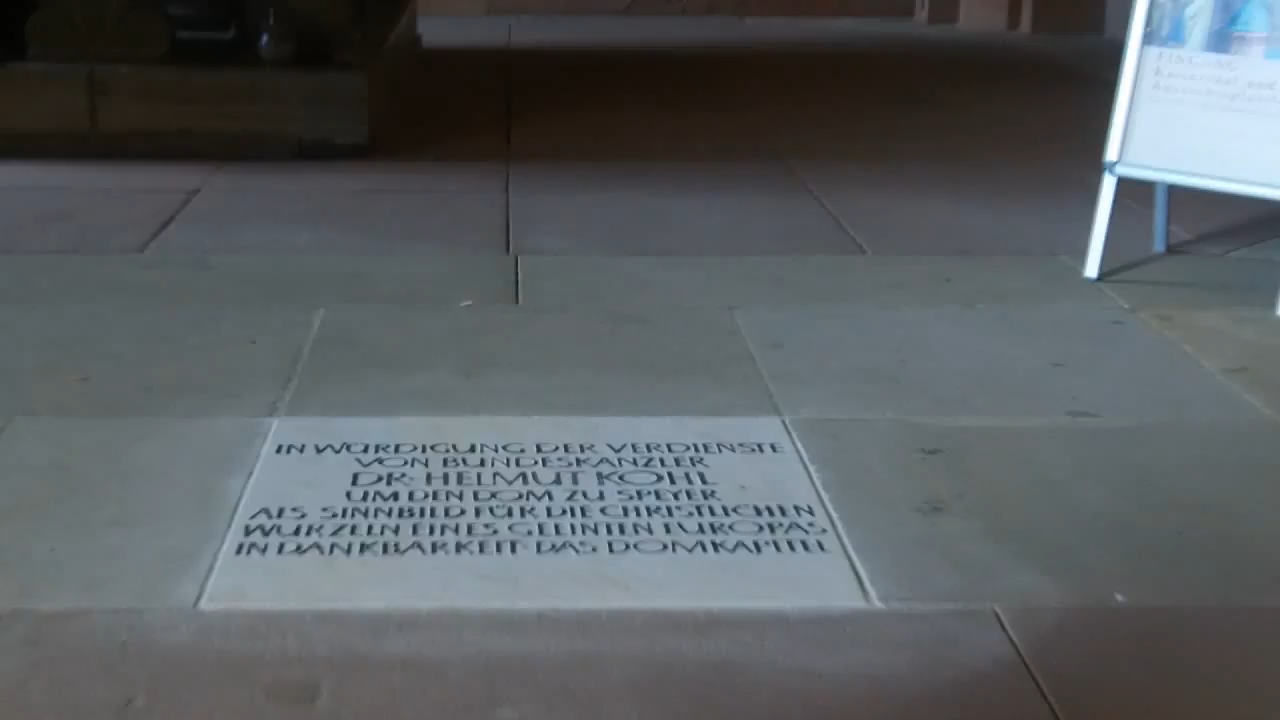 IN WÜRDIGUNG DER VERDIENSTE
VON BUNDESKANZLER
DR. HELMUT KOHL
UM DEN DOM ZU SPEYER
ALS SINNBILD FÜR DIE CHRISTLICHEN
WURZELN EINES GEEINTEN EUROPAS
IN DANKBARKEIT DAS DOMKAPITEL